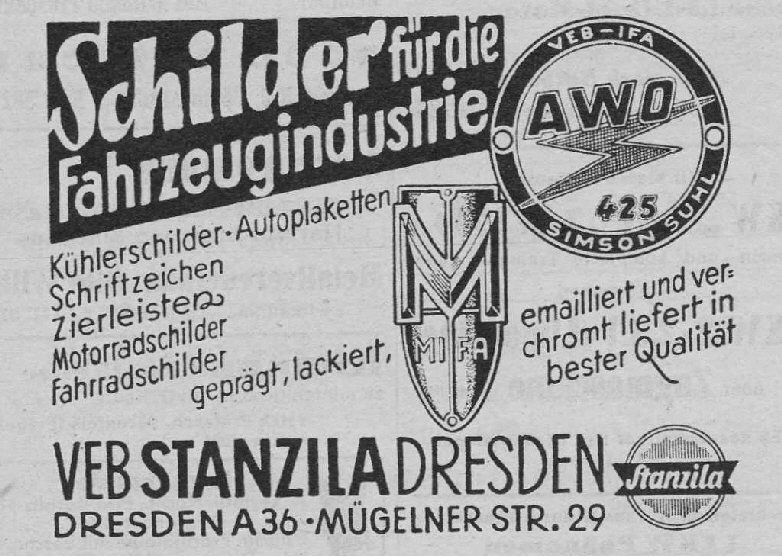 Schilder für die
Fahrzeugindustrie
VEB-IFA
AWO
425
SIMSON SUHL
Kühlerschilder·Autoplaketten
Schriftzeichen
Zierleisten
Motorradschilder
Fahrradschilder
geprägt, lackiert,
M
MIFA
emailliert und ver=
chromt liefert in
bester Qualität
VEB STANZILA DRESDEN
Stanzila
DRESDEN A36·MÜGELNER STR. 29